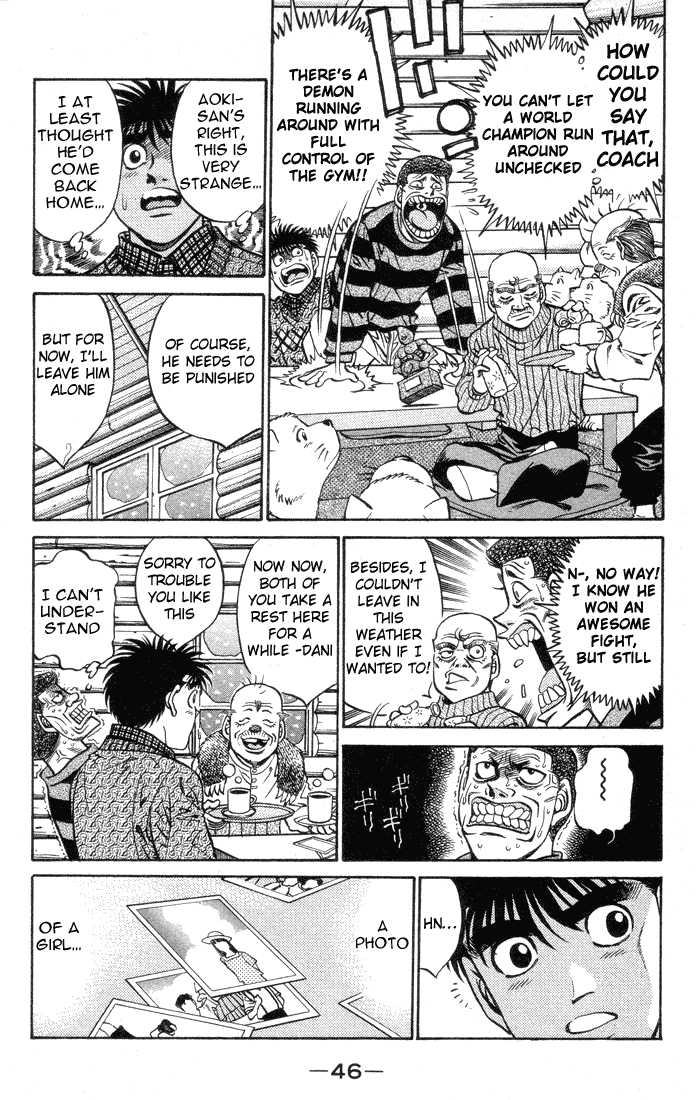 HOW
COULD
YOU
SAY
THAT,
COACH
YOU CAN'T LET
A WORLD
CHAMPION RUN
AROUND
UNCHECKED
THERE'S A
DEMON
RUNNING
AROUND WITH
FULL
CONTROL OF
THE GYM!!
AOKI-
SAN'S
RIGHT,
THIS IS
VERY
STRANGE...
I AT
LEAST
THOUGHT
HE'D
COME
BACK
HOME...
OF COURSE,
HE NEEDS TO
BE PUNISHED
BUT FOR
NOW, I'LL
LEAVE HIM
ALONE
N-, NO WAY!
I KNOW HE
WON AN
AWESOME
FIGHT,
BUT STILL
BESIDES, I
COULDN'T
LEAVE IN
THIS
WEATHER
EVEN IF I
WANTED TO!
ギギ
NOW NOW,
BOTH OF
YOU TAKE A
REST HERE
FOR A
WHILE -DANI
SORRY TO
TROUBLE
YOU LIKE
THIS
I CAN'T
UNDER-
STAND
HN...
A
PHOTO
OF A
GIRL...
—46—